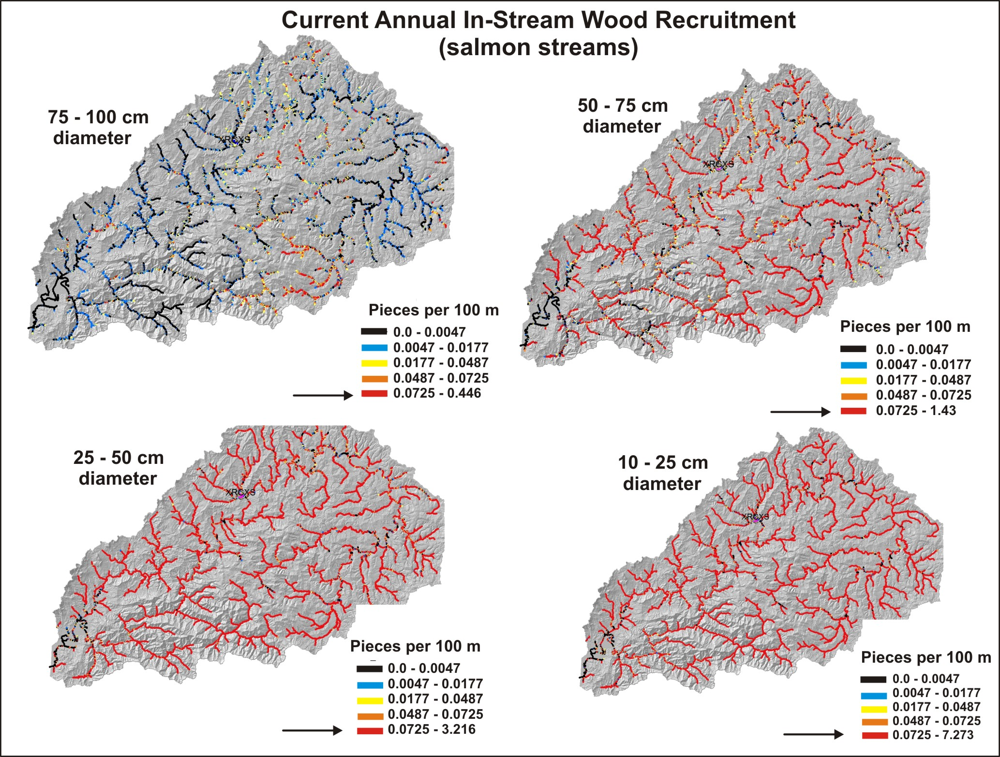 Current Annual In-Stream Wood Recruitment
(salmon streams)
75 - 100 cm
diameter
XRCXS
Pieces per 100 m
0.0 - 0.0047
0.0047 - 0.0177
0.0177 - 0.0487
0.0487 - 0.0725
0.0725 - 0.446
50 - 75 cm
diameter
XRCXS
Pieces per 100 m
0.0 - 0.0047
0.0047 - 0.0177
0.0177 - 0.0487
0.0487 - 0.0725
0.0725 - 1.43
25 - 50 cm
diameter
XRCXS
Pieces per 100 m
0.0 - 0.0047
0.0047 - 0.0177
0.0177 - 0.0487
0.0487 - 0.0725
0.0725 - 3.216
10 - 25 cm
diameter
XRCXS
Pieces per 100 m
0.0 - 0.0047
0.0047 - 0.0177
0.0177 - 0.0487
0.0487 - 0.0725
0.0725 - 7.273